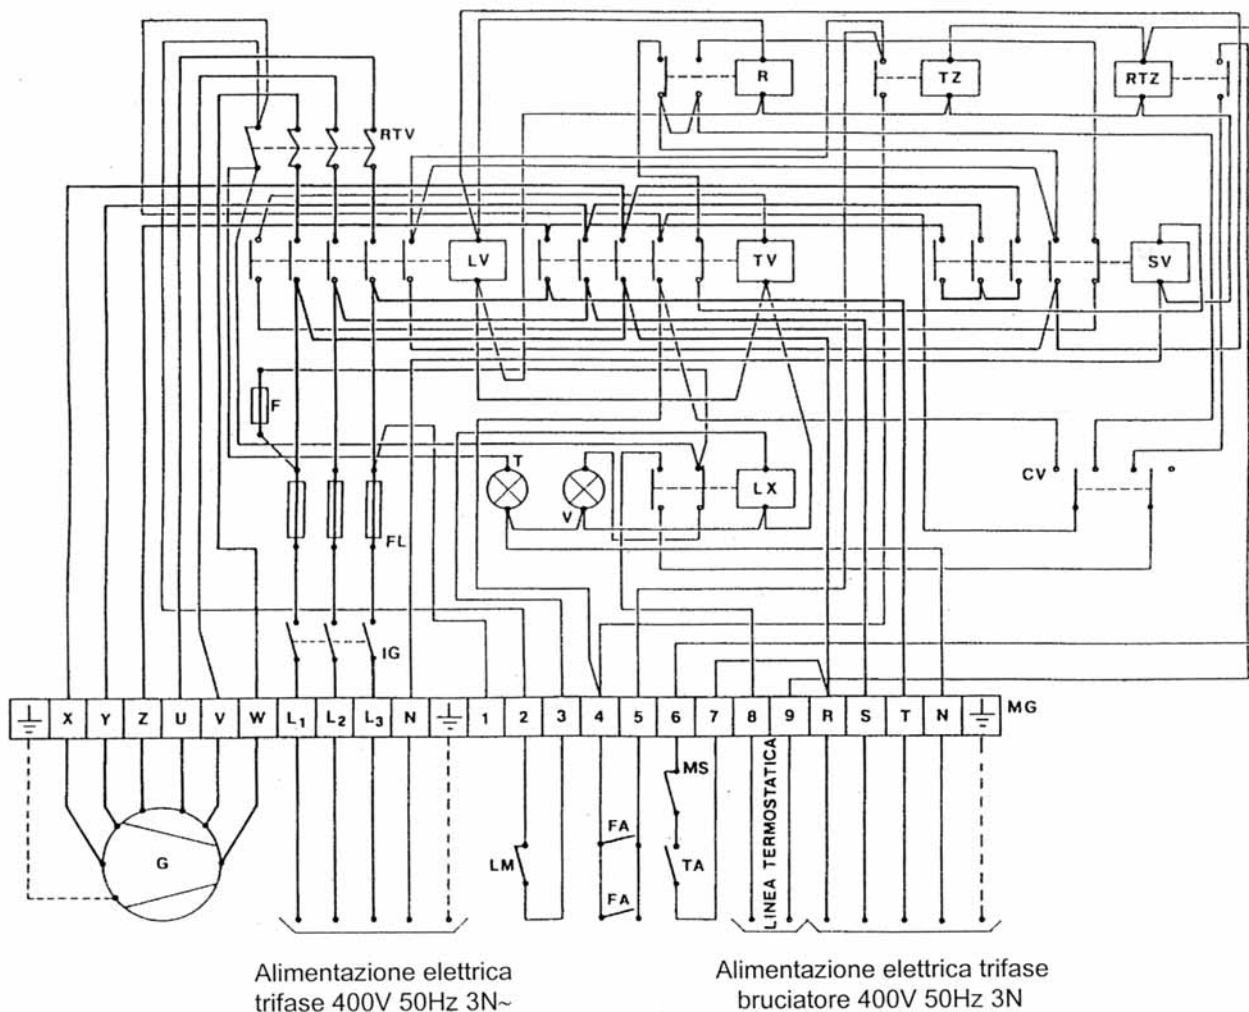 R
TZ
RTZ
RTV
LV
TV
SV
F
T
V
LX
CV
FL
IG
X Y Z U V W L1 L2 L3 N 1 2 3 4 5 6 7 8 9 R S T N MG
MS
FA
G
LM
TA
FA
LINEA TERMOSTATICA
Alimentazione elettrica
trifase 400V 50Hz 3N~
Alimentazione elettrica trifase
bruciatore 400V 50Hz 3N